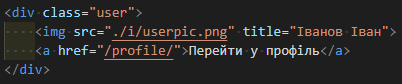 <div class="user">
    <img src="./i/userpic.png" title="Іванов Іван">
    <a href="/profile/">Перейти у профіль</a>
</div>